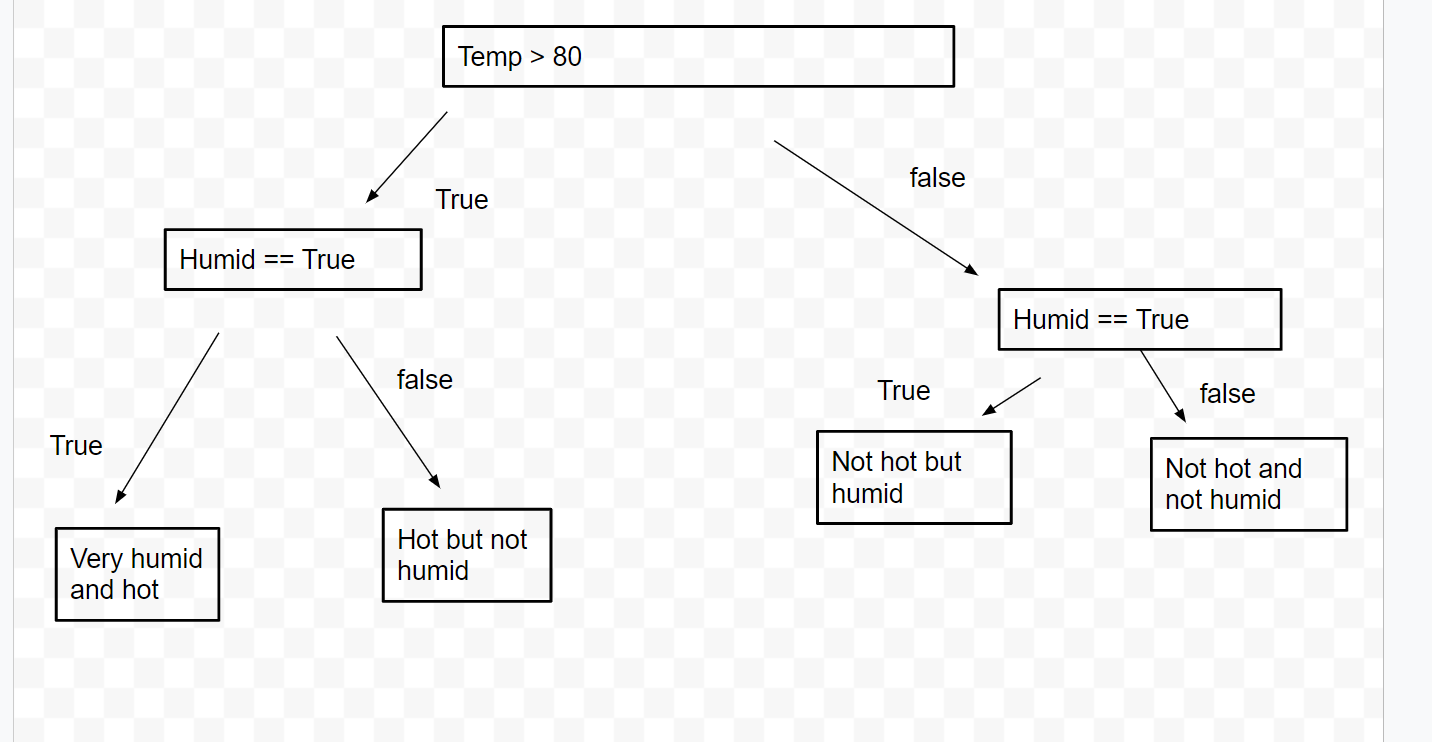 Temp > 80
True
false
Humid == True
Humid == True
false
True
false
True
Not hot but
humid
Not hot and
not humid
Very humid
and hot
Hot but not
humid